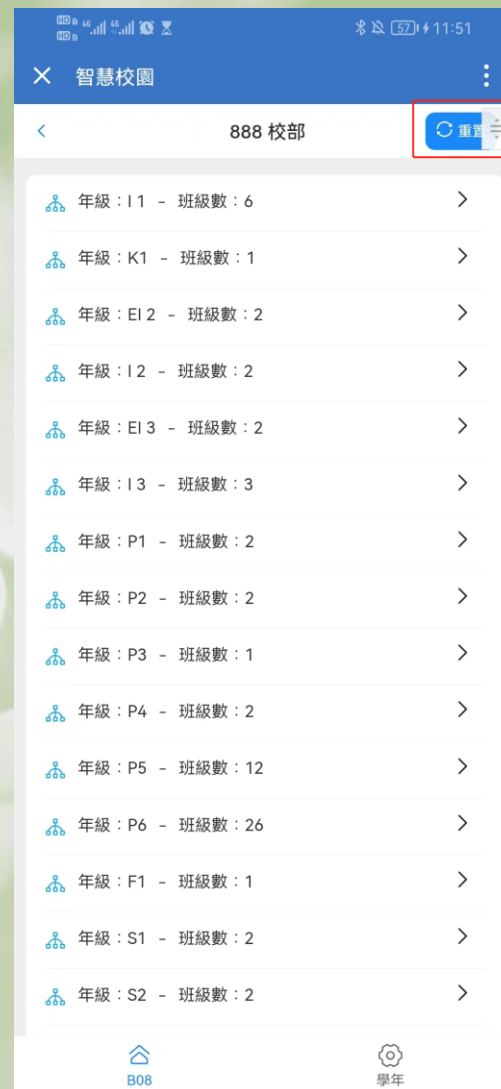 HD B 46 46 57 11:51
HD B
智慧校園
888 校部
重置
年級：I 1 - 班級數：6
年級：K1 - 班級數：1
年級：EI 2 - 班級數：2
年級：I 2 - 班級數：2
年級：EI 3 - 班級數：2
年級：I 3 - 班級數：3
年級：P1 - 班級數：2
年級：P2 - 班級數：2
年級：P3 - 班級數：1
年級：P4 - 班級數：2
年級：P5 - 班級數：12
年級：P6 - 班級數：26
年級：F1 - 班級數：1
年級：S1 - 班級數：2
年級：S2 - 班級數：2
B08
學年